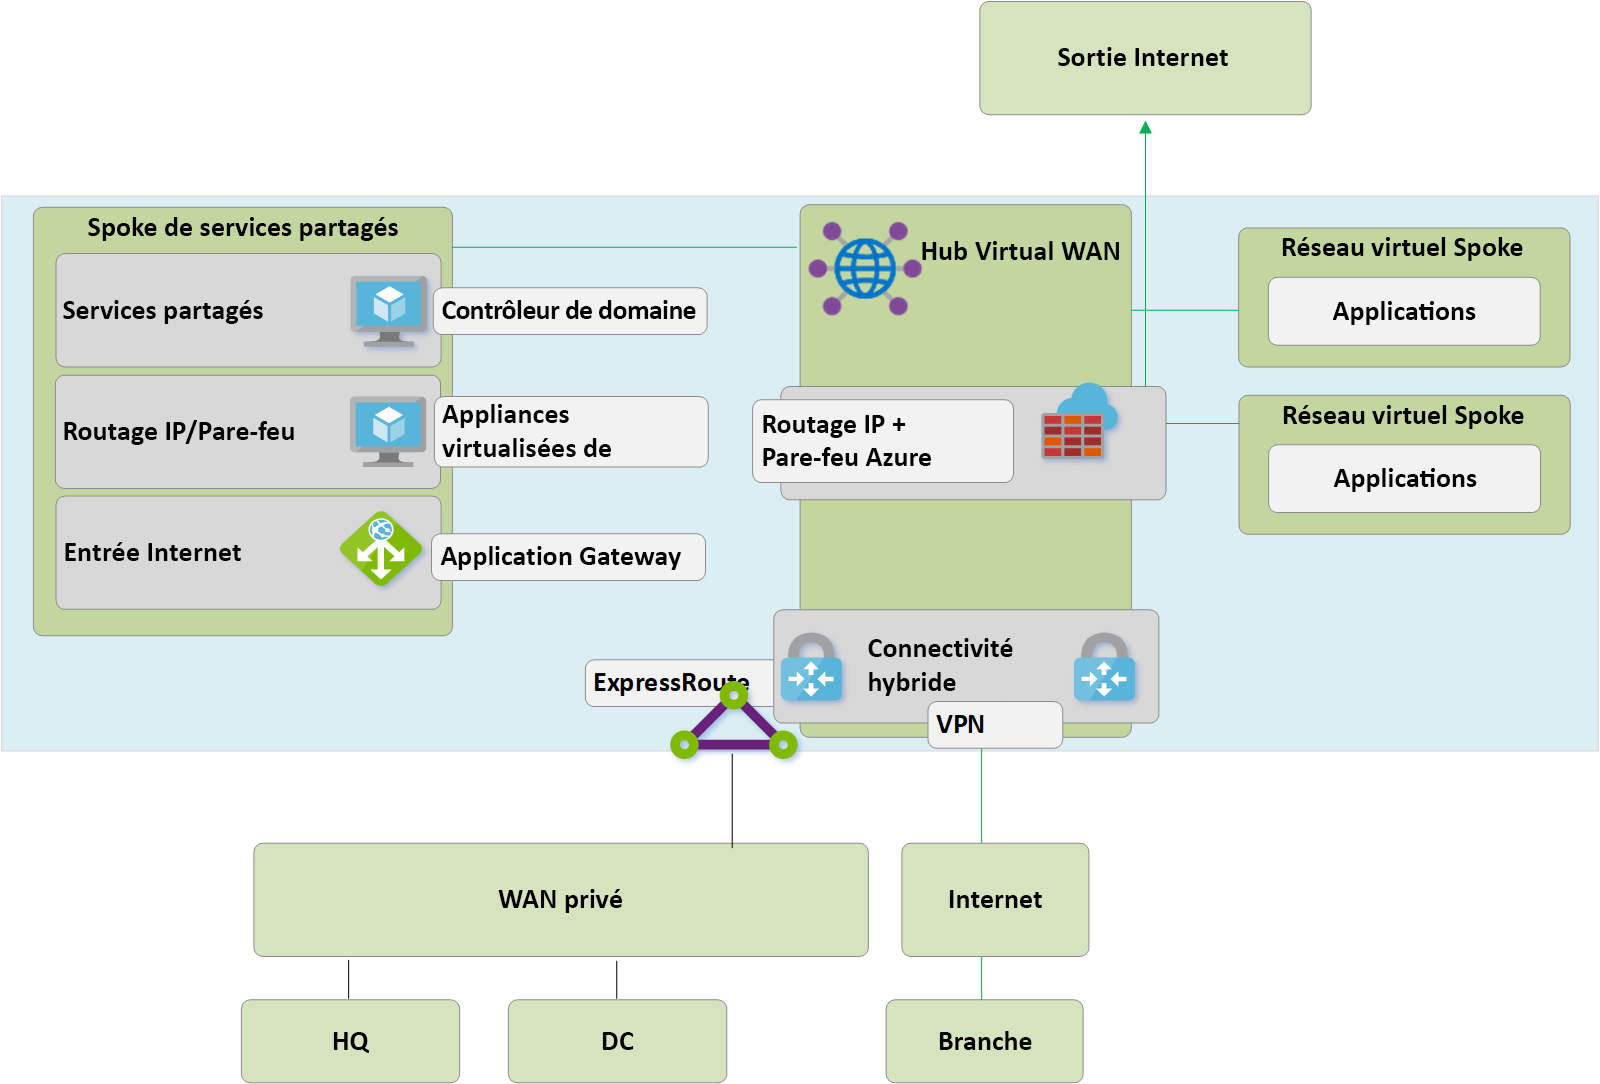 Sortie Internet
Spoke de services partagés
Services partagés
Contrôleur de domaine
Routage IP/Pare-feu
Appliances
virtualisées de
Entrée Internet
Application Gateway
Hub Virtual WAN
Routage IP +
Pare-feu Azure
Connectivité
hybride
ExpressRoute
VPN
Réseau virtuel Spoke
Applications
Réseau virtuel Spoke
Applications
WAN privé
Internet
HQ
DC
Branche